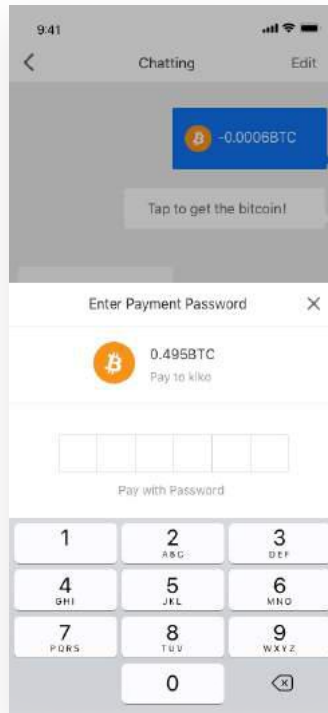 9:41
Chatting Edit
-0.0006BTC
Tap to get the bitcoin!
Enter Payment Password
0.495BTC
Pay to kiko
Pay with Password
1 2 3
ABC DEF
4 5 6
GHI JKL MNO
7 8 9
PQRS TUV WXYZ
0